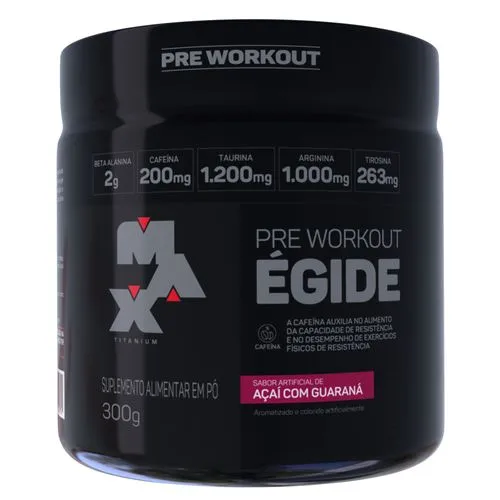 PRE WORKOUT
BETA ALANINA CAFEÍNA TAURINA ARGININA TIROSINA
2g 200mg 1.200mg 1.000mg 263mg
MAX
TITANIUM
PRE WORKOUT
ÉGIDE
CAFEÍNA
A CAFEÍNA AUXILIA NO AUMENTO
DA CAPACIDADE DE RESISTÊNCIA
E NO DESEMPENHO DE EXERCÍCIOS
FÍSICOS DE RESISTÊNCIA
SUPLEMENTO ALIMENTAR EM PÓ
300g
SABOR ARTIFICIAL DE
AÇAÍ COM GUARANÁ
Aromatizado e colorido artificialmente